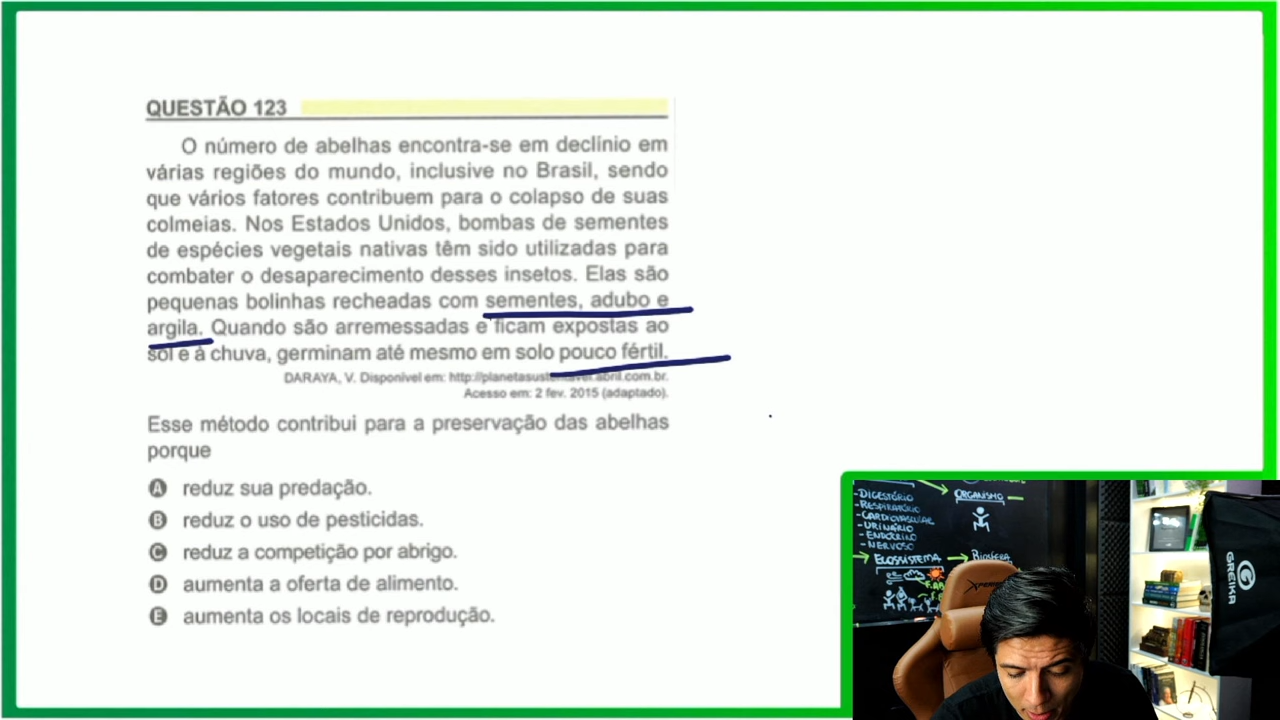 QUESTÃO 123
O número de abelhas encontra-se em declínio em
várias regiões do mundo, inclusive no Brasil, sendo
que vários fatores contribuem para o colapso de suas
colmeias. Nos Estados Unidos, bombas de sementes
de espécies vegetais nativas têm sido utilizadas para
combater o desaparecimento desses insetos. Elas são
pequenas bolinhas recheadas com sementes, adubo e
argila. Quando são arremessadas e ficam expostas ao
sol e à chuva, germinam até mesmo em solo pouco fértil.
DARAYA, V. Disponível em: http://planetasustentavel.abril.com.br.
Acesso em: 2 fev. 2015 (adaptado).
Esse método contribui para a preservação das abelhas
porque
A reduz sua predação.
B reduz o uso de pesticidas.
C reduz a competição por abrigo.
D aumenta a oferta de alimento.
E aumenta os locais de reprodução.
-DIGESTÓRIO
-RESPIRATÓRIO
-CARDIOVASCULAR
-URINÁRIO
-ENDÓCRINO
-NERVOSO
ORGANISMO
ECOSSISTEMA
BIOSFERA
GREIKA